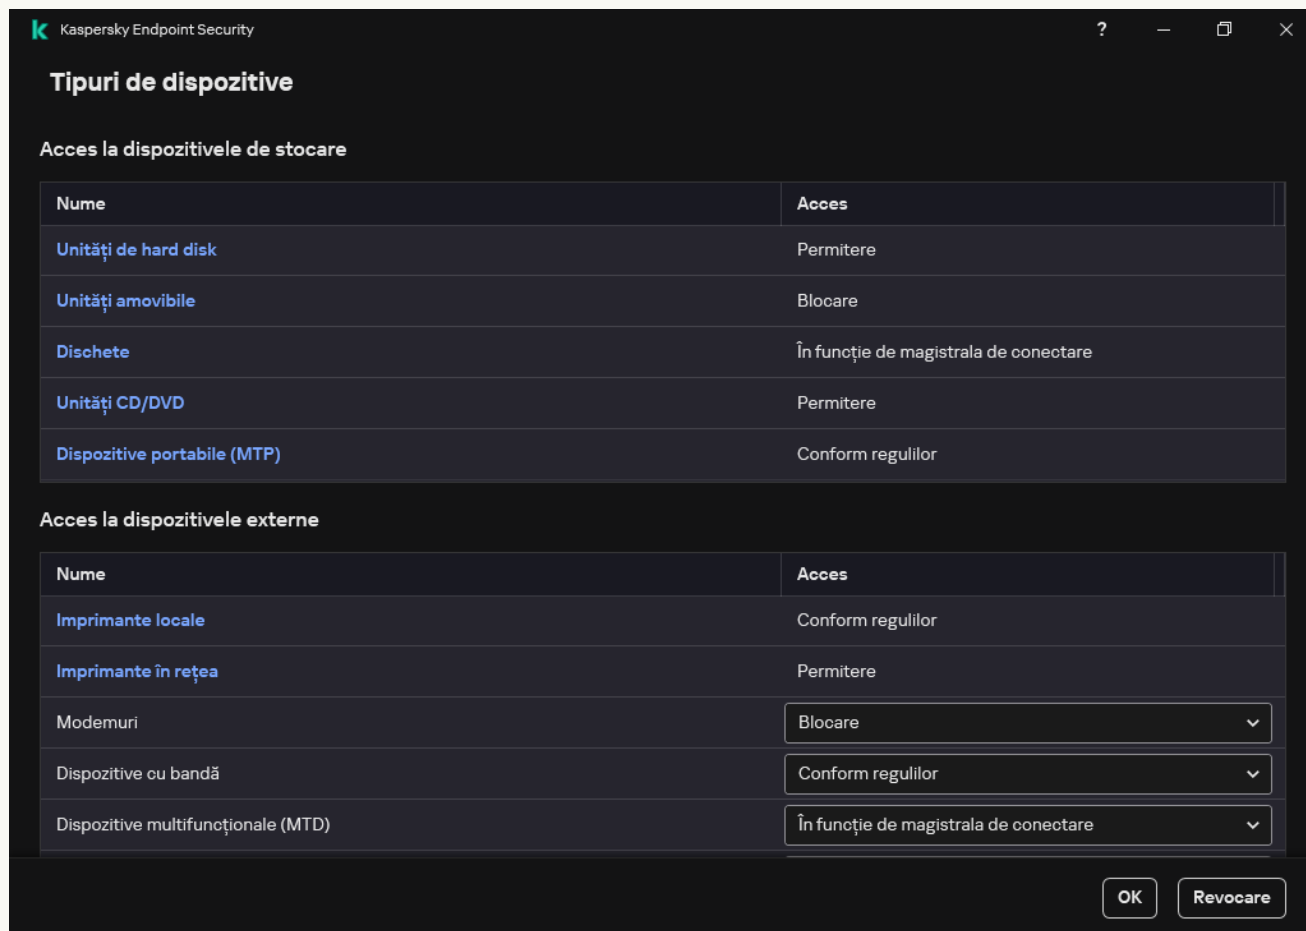 Kaspersky Endpoint Security
?
Tipuri de dispozitive
Acces la dispozitivele de stocare
Nume Acces
Unități de hard disk Permitere
Unități amovibile Blocare
Dischete În funcție de magistrala de conectare
Unități CD/DVD Permitere
Dispozitive portabile (MTP) Conform regulilor
Acces la dispozitivele externe
Nume Acces
Imprimante locale Conform regulilor
Imprimante în rețea Permitere
Modemuri Blocare
Dispozitive cu bandă Conform regulilor
Dispozitive multifuncționale (MTD) În funcție de magistrala de conectare
OK Revocare